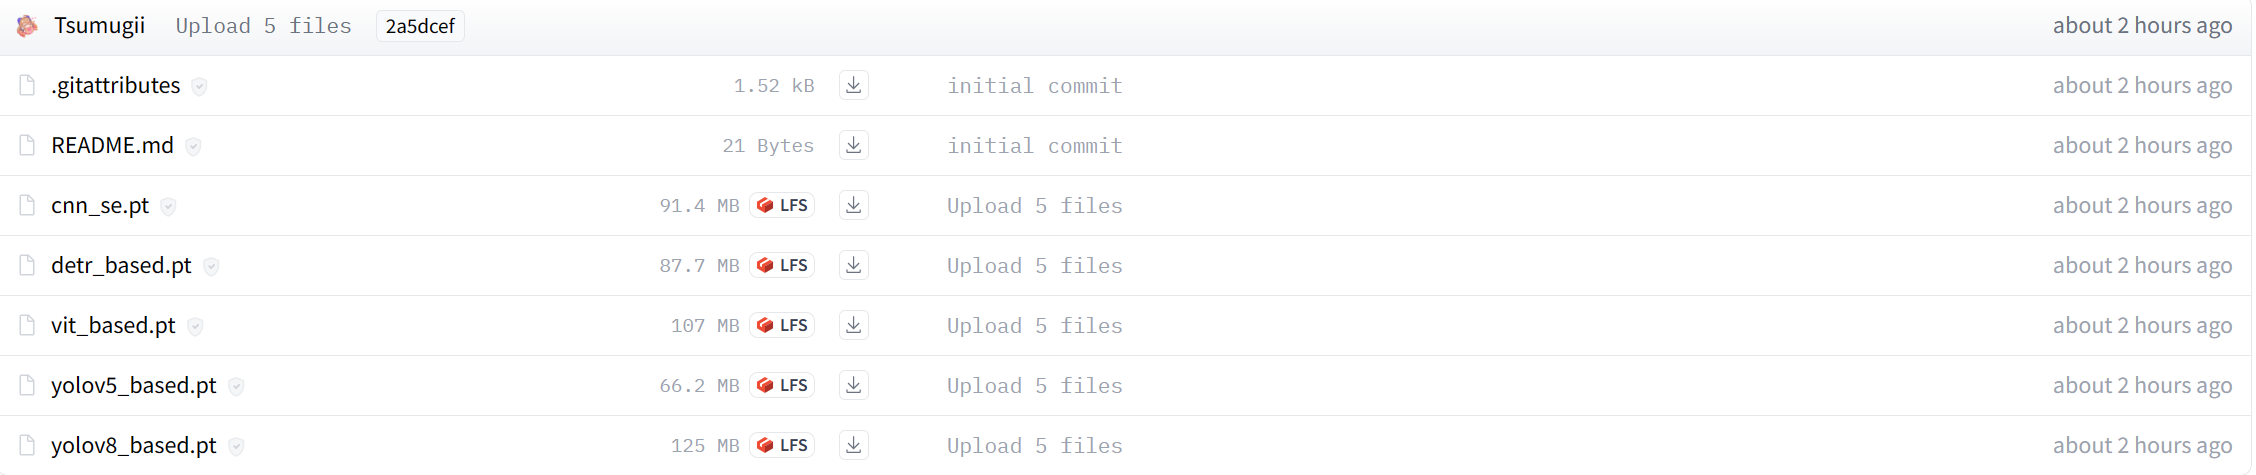 Tsumugii Upload 5 files 2a5dcef about 2 hours ago
.gitattributes 1.52 kB initial commit about 2 hours ago
README.md 21 Bytes initial commit about 2 hours ago
cnn_se.pt 91.4 MB LFS Upload 5 files about 2 hours ago
detr_based.pt 87.7 MB LFS Upload 5 files about 2 hours ago
vit_based.pt 107 MB LFS Upload 5 files about 2 hours ago
yolov5_based.pt 66.2 MB LFS Upload 5 files about 2 hours ago
yolov8_based.pt 125 MB LFS Upload 5 files about 2 hours ago